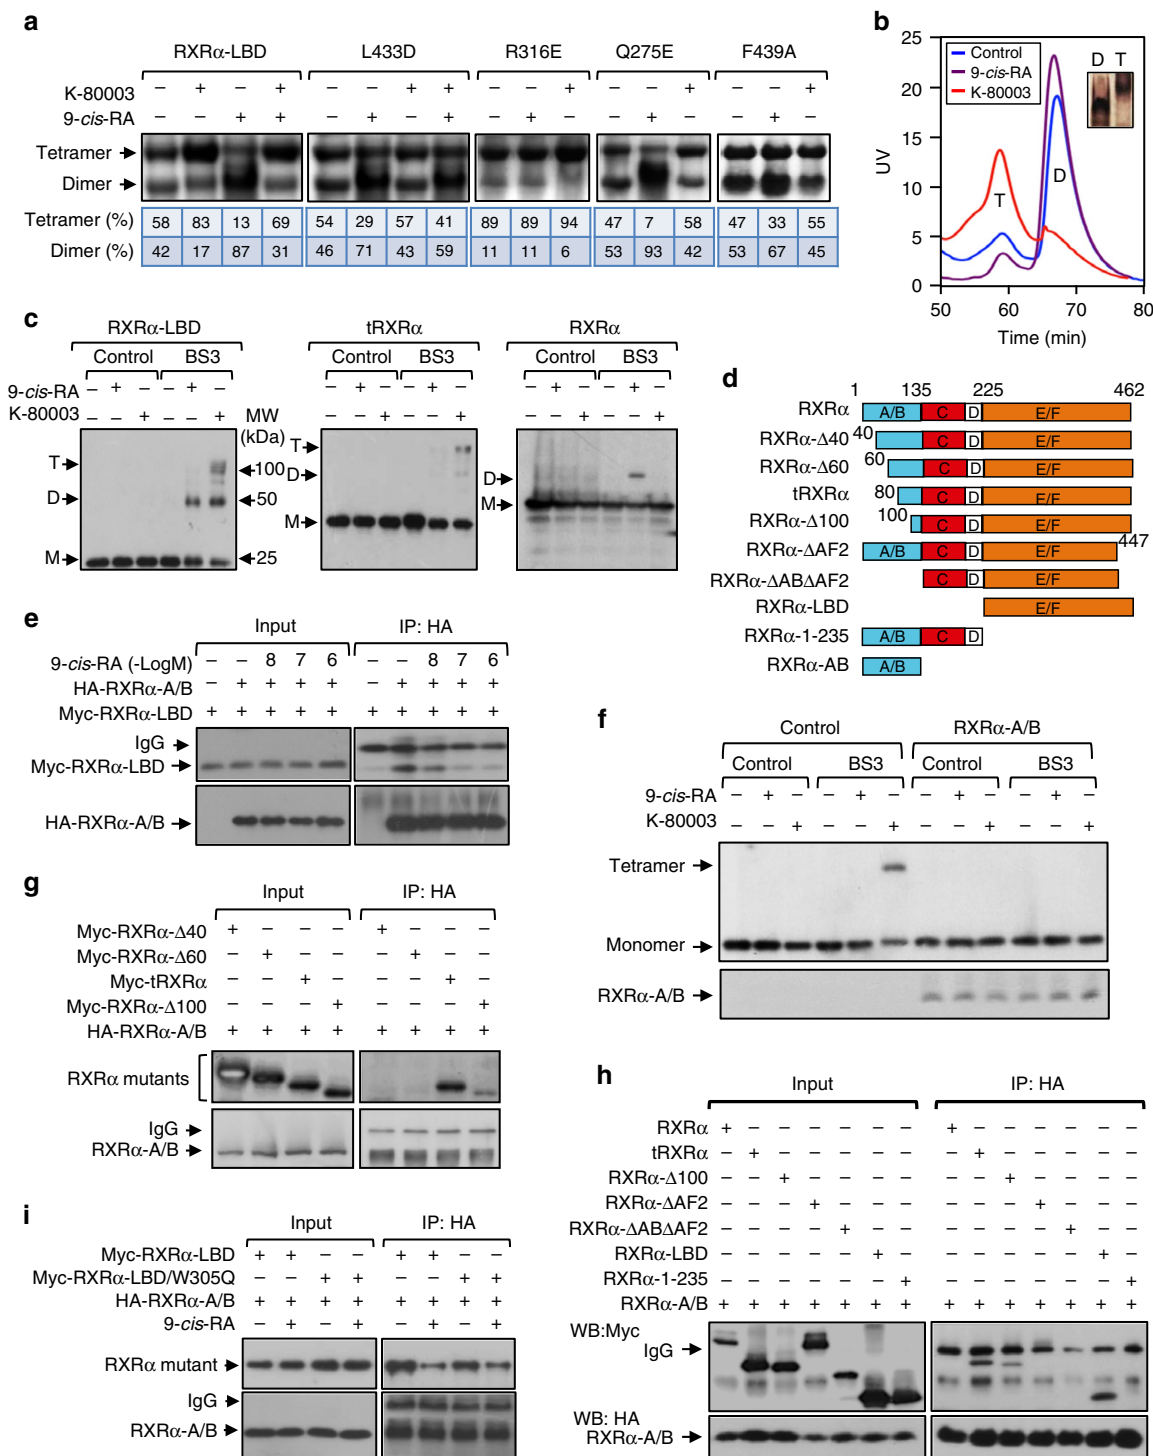 a
RXRα-LBD L433D R316E Q275E F439A
K-80003 – + – + – – + + – – + – – + – – +
9-cis-RA – – + + – + – + – + – – + – – + –
Tetramer
Dimer
Tetramer (%) 58 83 13 69 54 29 57 41 89 89 94 47 7 58 47 33 55
Dimer (%) 42 17 87 31 46 71 43 59 11 11 6 53 93 42 53 67 45
b
25
20
15
10
5
0
UV
Control
9-cis-RA
K-80003
D T
T
D
50 60 70 80
Time (min)
c
RXRα-LBD tRXRα RXRα
Control BS3 Control BS3 Control BS3
9-cis-RA – + – – + – – + – – + – – + – – + –
K-80003 – – + – – + – – + – – + – – + – – +
MW
(kDa)
T
100
D
50
M
25
T
D
M
D
M
d
1 135 225 462
RXRα A/B C D E/F
RXRα-Δ40 40 C D E/F
RXRα-Δ60 60 C D E/F
tRXRα 80 C D E/F
RXRα-Δ100 100 C D E/F
447
RXRα-ΔAF2 A/B C D E/F
RXRα-ΔABΔAF2 C D E/F
RXRα-LBD E/F
RXRα-1-235 A/B C D
RXRα-AB A/B
e
Input IP: HA
9-cis-RA (-LogM) – – 8 7 6 – – 8 7 6
HA-RXRα-A/B – + + + + – + + + +
Myc-RXRα-LBD + + + + + + + + + +
IgG
Myc-RXRα-LBD
HA-RXRα-A/B
f
Control RXRα-A/B
Control BS3 Control BS3
9-cis-RA – + – – + – – + – – + –
K-80003 – – + – – + – – + – – +
Tetramer
Monomer
RXRα-A/B
g
Input IP: HA
Myc-RXRα-Δ40 + – – – + – – –
Myc-RXRα-Δ60 – + – – – + – –
Myc-tRXRα – – + – – – + –
Myc-RXRα-Δ100 – – – + – – – +
HA-RXRα-A/B + + + + + + + +
RXRα mutants
IgG
RXRα-A/B
h
Input IP: HA
RXRα + – – – – – – + – – – – – –
tRXRα – + – – – – – – + – – – – –
RXRα-Δ100 – – + – – – – – – + – – – –
RXRα-ΔAF2 – – – + – – – – – – + – – –
RXRα-ΔABΔAF2 – – – – + – – – – – – + – –
RXRα-LBD – – – – – + – – – – – – + –
RXRα-1-235 – – – – – – + – – – – – – +
RXRα-A/B + + + + + + + + + + + + + +
WB:Myc
IgG
WB: HA
RXRα-A/B
i
Input IP: HA
Myc-RXRα-LBD + + – – + + – –
Myc-RXRα-LBD/W305Q – – + + – – + +
HA-RXRα-A/B + + + + + + + +
9-cis-RA – + – + – + – +
RXRα mutant
IgG
RXRα-A/B